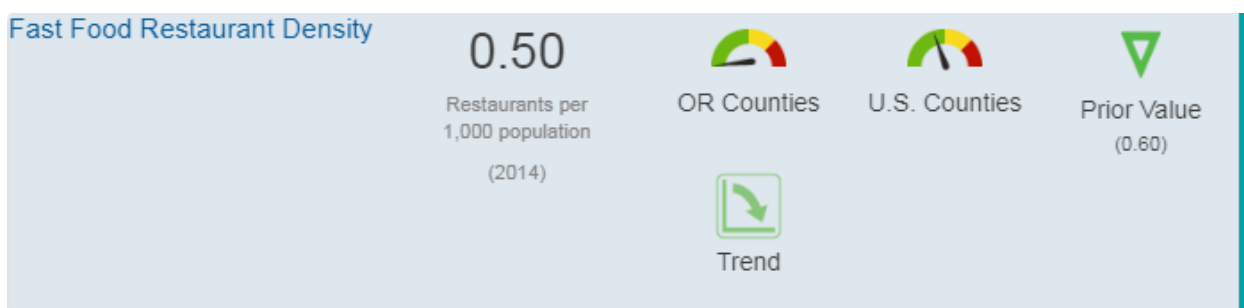 Fast Food Restaurant Density
0.50
Restaurants per
1,000 population
(2014)
OR Counties
U.S. Counties
Prior Value
(0.60)
Trend